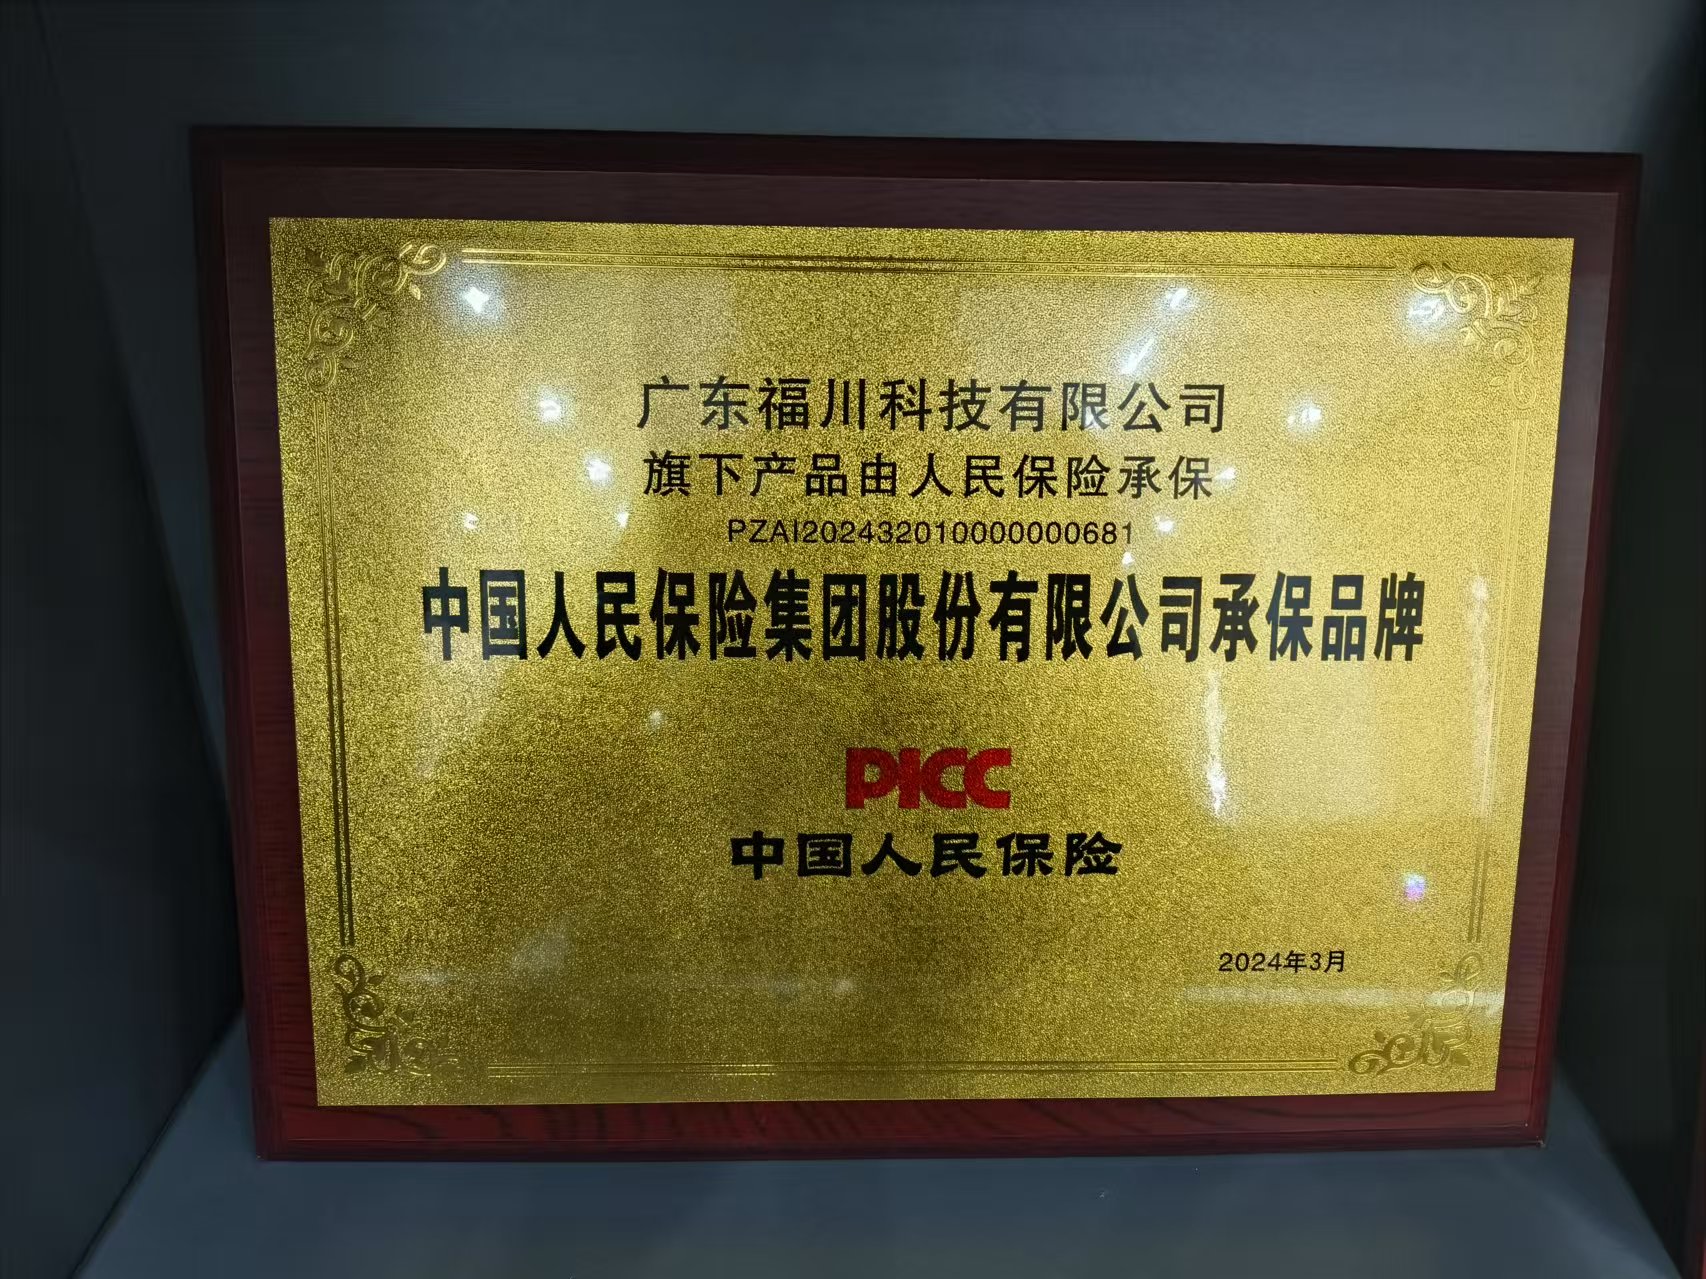 广东福川科技有限公司
旗下产品由人民保险承保
PZAI202432010000000681
中国人民保险集团股份有限公司承保品牌
PICC
中国人民保险
2024年3月